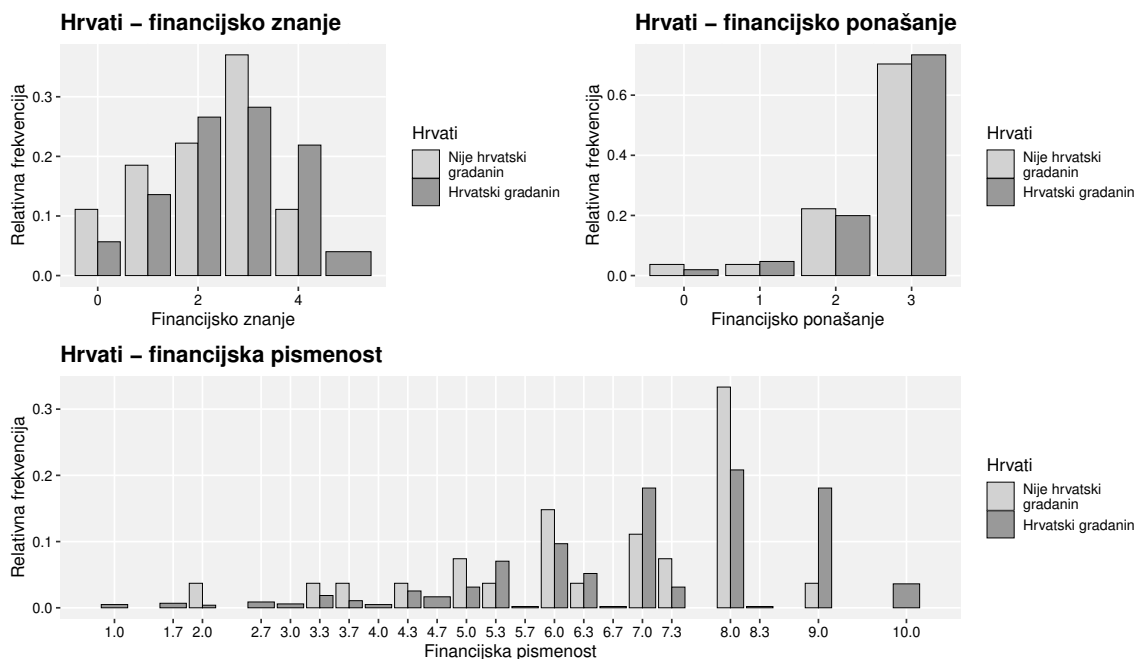 Hrvati – financijsko znanje
Relativna frekvencija
0.3
0.2
0.1
0.0
0 2 4
Financijsko znanje
Hrvati
Nije hrvatski
gradanin
Hrvatski gradanin
Hrvati – financijsko ponašanje
Relativna frekvencija
0.6
0.4
0.2
0.0
0 1 2 3
Financijsko ponašanje
Hrvati
Nije hrvatski
gradanin
Hrvatski gradanin
Hrvati – financijska pismenost
Relativna frekvencija
0.3
0.2
0.1
0.0
1.0 1.7 2.0 2.7 3.0 3.3 3.7 4.0 4.3 4.7 5.0 5.3 5.7 6.0 6.3 6.7 7.0 7.3 8.0 8.3 9.0 10.0
Financijska pismenost
Hrvati
Nije hrvatski
gradanin
Hrvatski gradanin